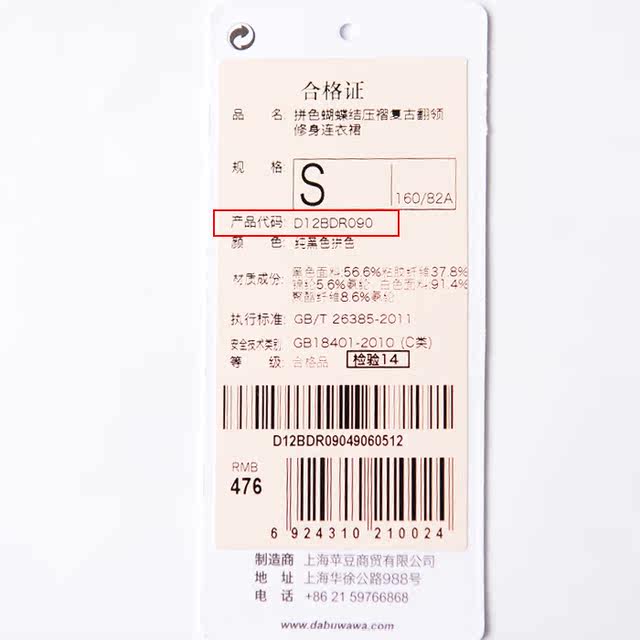 合格证
品 名: 拼色蝴蝶结压褶复古翻领
修身连衣裙
规 格: S 160/82A
产品代码: D12BDR090
颜 色: 纯黑色拼色
材质成份: 黑色面料:56.6%粘胶纤维37.8%
锦纶5.6%氨纶 白色面料:91.4%
聚酯纤维8.6%氨纶
执行标准: GB/T 26385-2011
安全技术类别: GB18401-2010 (C类)
等 级: 合格品 检验14
D12BDR09049060512
RMB
476
6 924310 210024
制造商 上海苹豆商贸有限公司
地 址 上海华徐公路988号
电 话 +86 21 59766868
www.dabuwawa.com